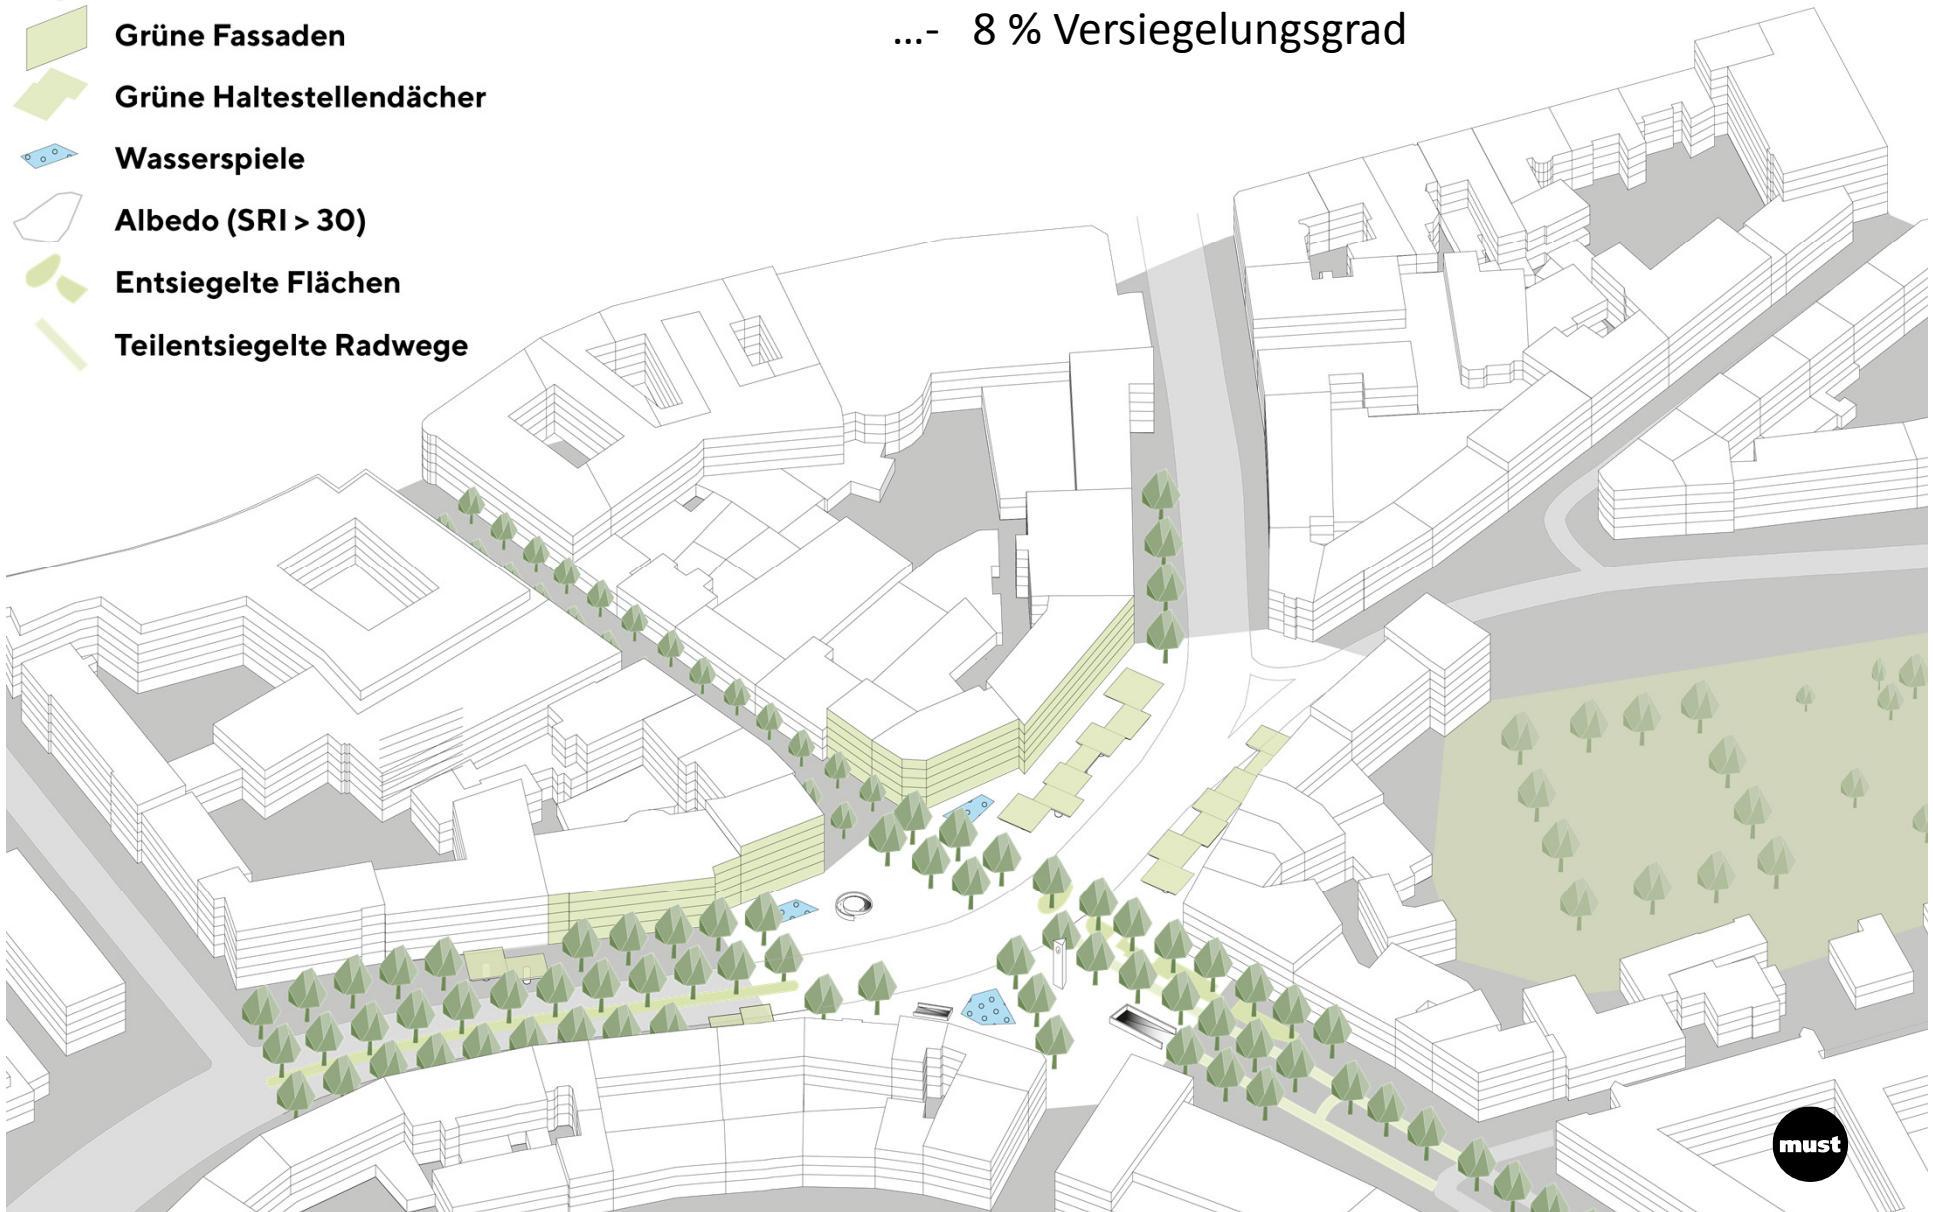 ...- 8 % Versiegelungsgrad
Grüne Fassaden
Grüne Haltestellendächer
Wasserspiele
Albedo (SRI > 30)
Entsiegelte Flächen
Teilentsiegelte Radwege
must